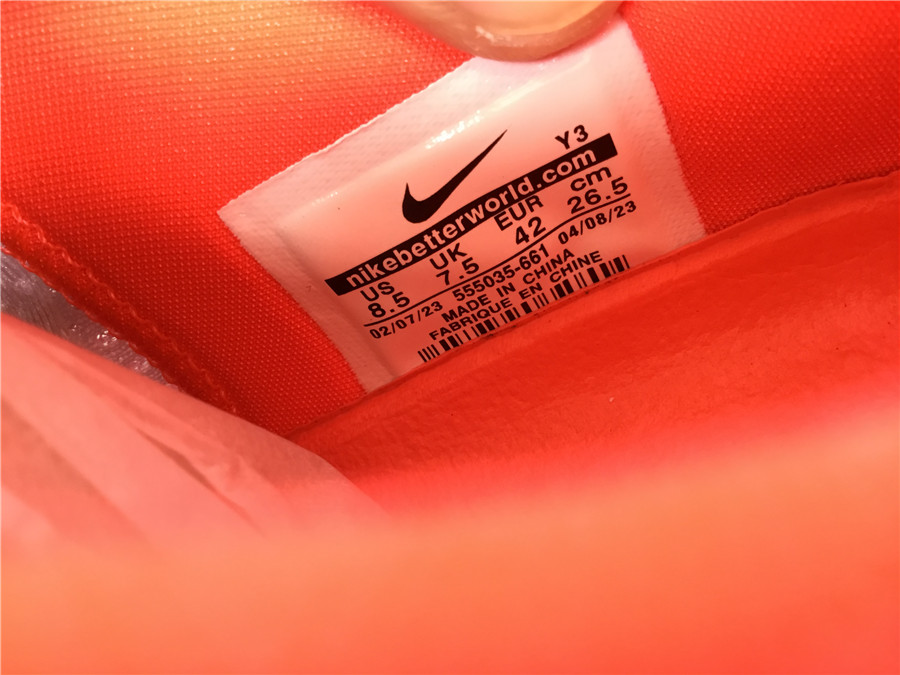 Y3
nikebetterworld.com
US UK EUR cm
8.5 7.5 42 26.5
02/07/23 555035-661 04/08/23
MADE IN CHINA
FABRIQUE EN CHINE